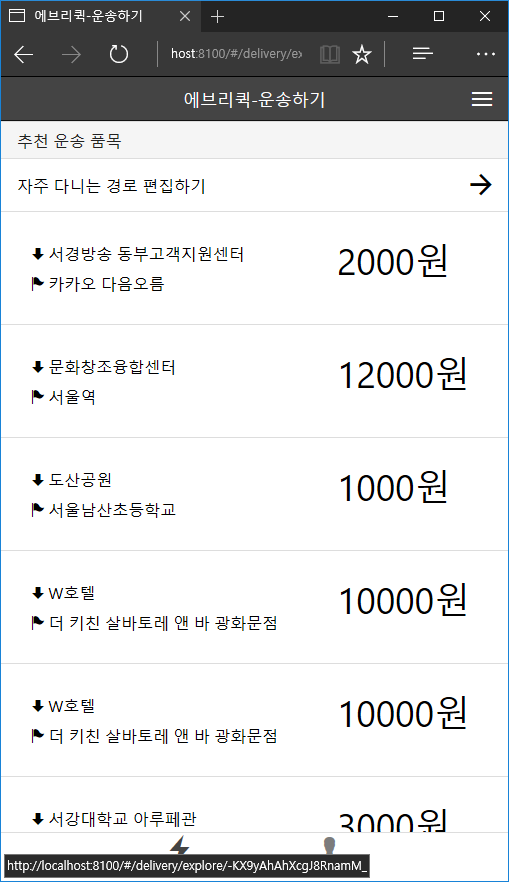 에브리퀵-운송하기
host:8100/#/delivery/ex
에브리퀵-운송하기
추천 운송 품목
자주 다니는 경로 편집하기
서경방송 동부고객지원센터
2000원
카카오 다음오름
문화창조융합센터
12000원
서울역
도산공원
1000원
서울남산초등학교
W호텔
10000원
더 키친 살바토레 앤 바 광화문점
W호텔
10000원
더 키친 살바토레 앤 바 광화문점
서강대학교 아루페관
3000원
http://localhost:8100/#/delivery/explore/-KX9yAhAhXcgJ8RnamM_